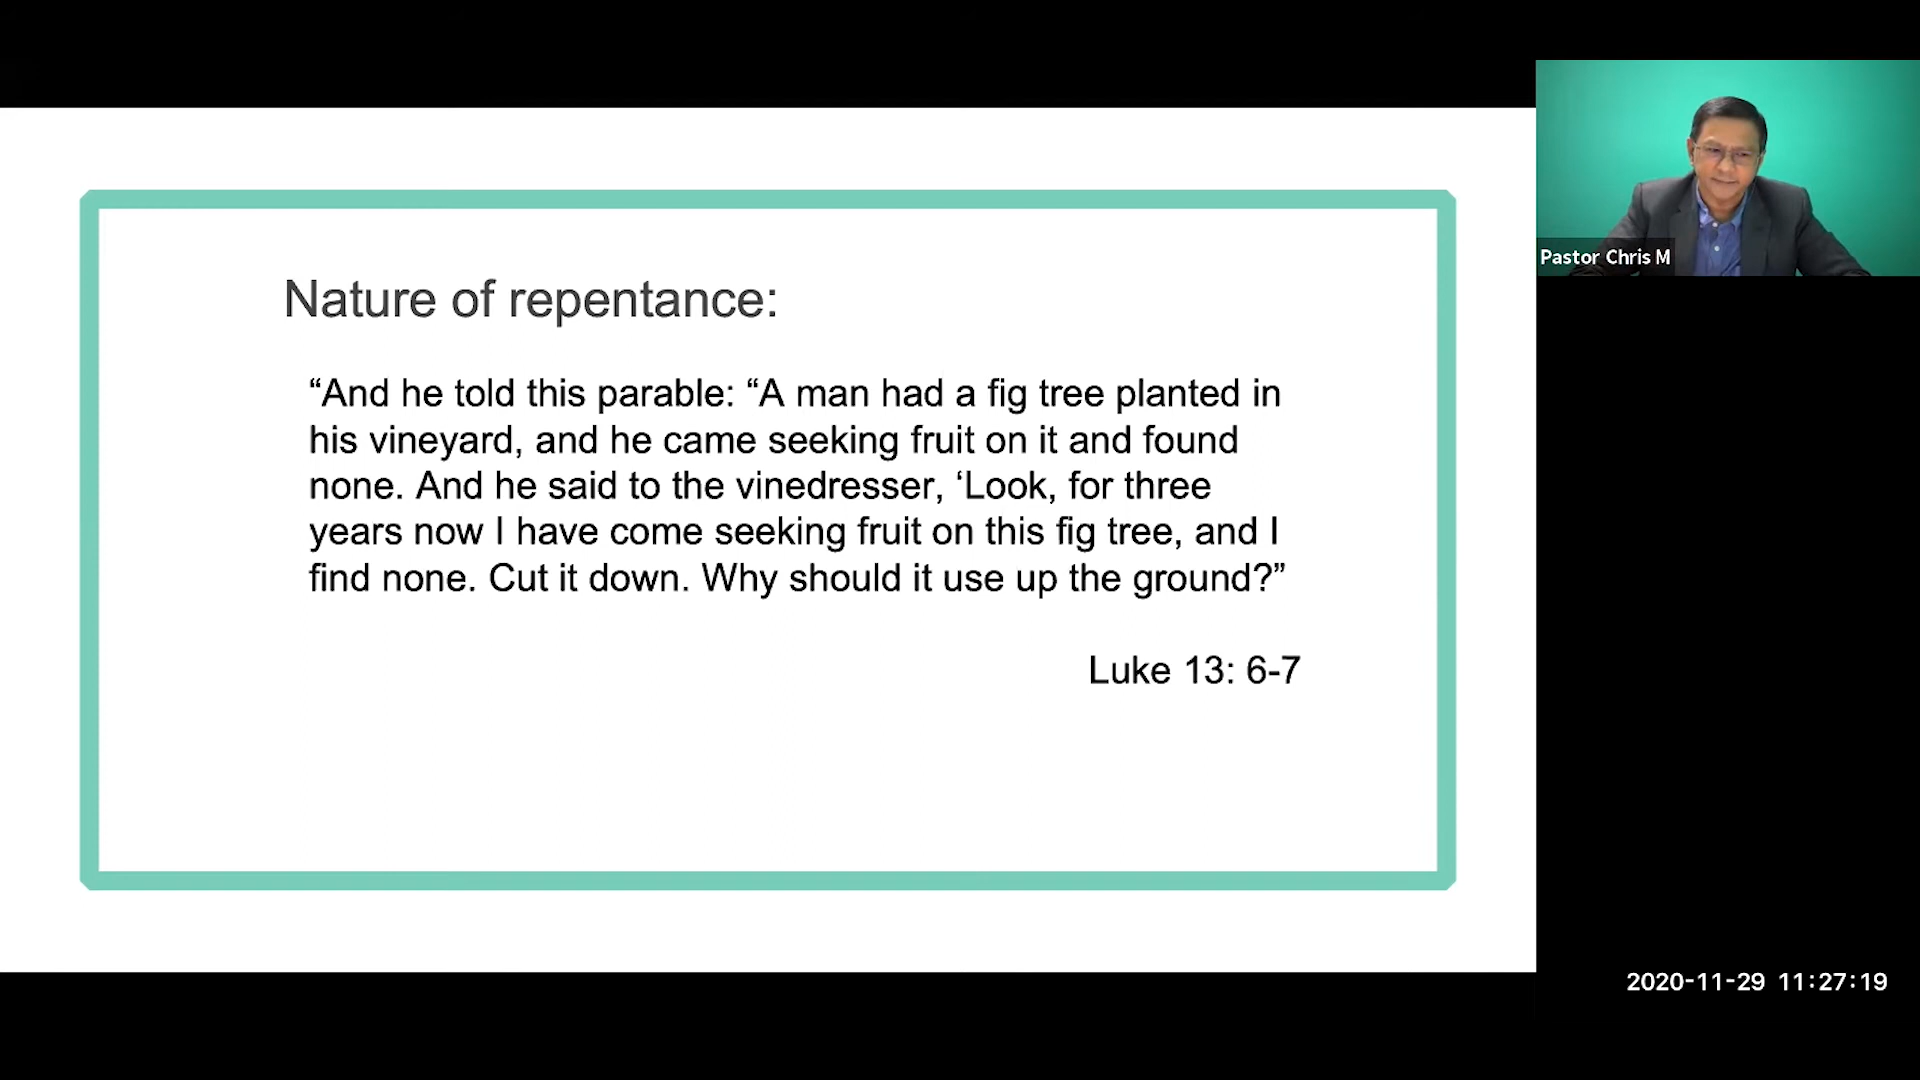 Nature of repentance:
“And he told this parable: “A man had a fig tree planted in
his vineyard, and he came seeking fruit on it and found
none. And he said to the vinedresser, ‘Look, for three
years now I have come seeking fruit on this fig tree, and I
find none. Cut it down. Why should it use up the ground?”
Luke 13: 6-7
Pastor Chris M
2020-11-29 11:27:19